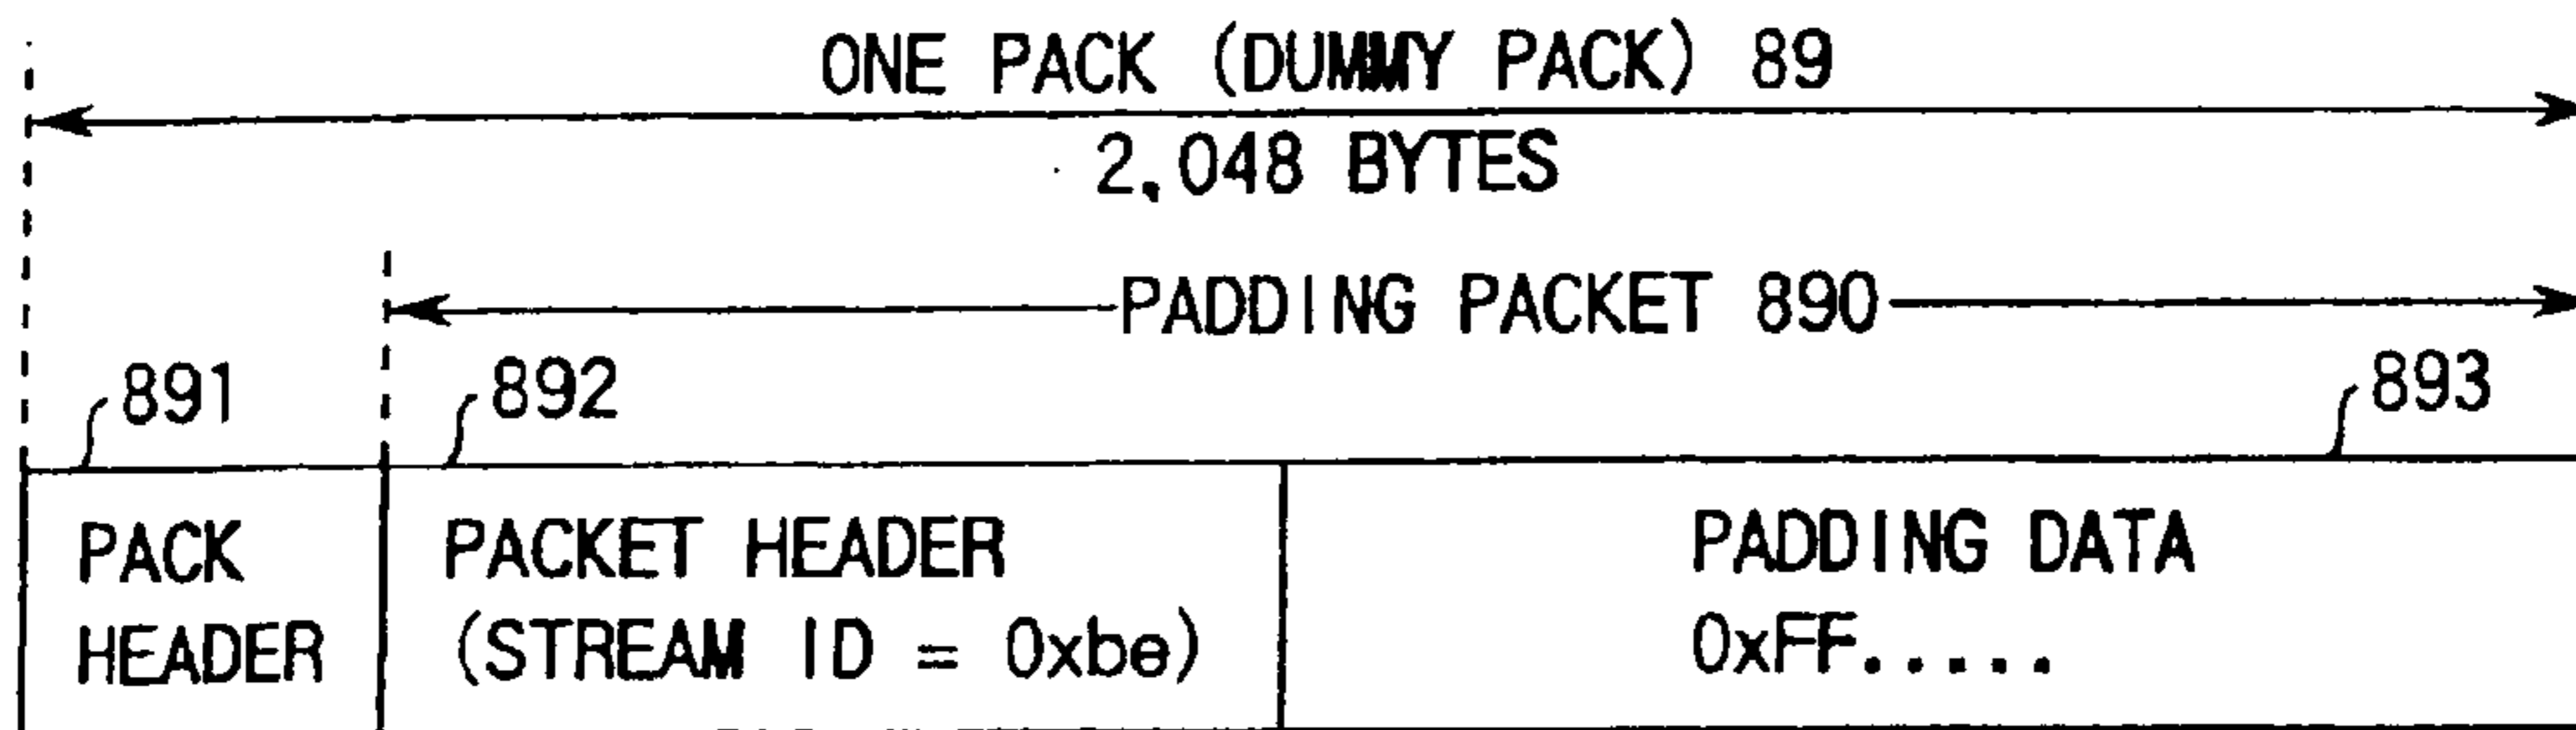 ONE PACK (DUMMY PACK) 89
2,048 BYTES
PADDING PACKET 890
891 892 893
PACK HEADER
PACKET HEADER
(STREAM ID = 0xbe)
PADDING DATA
0xFF.....